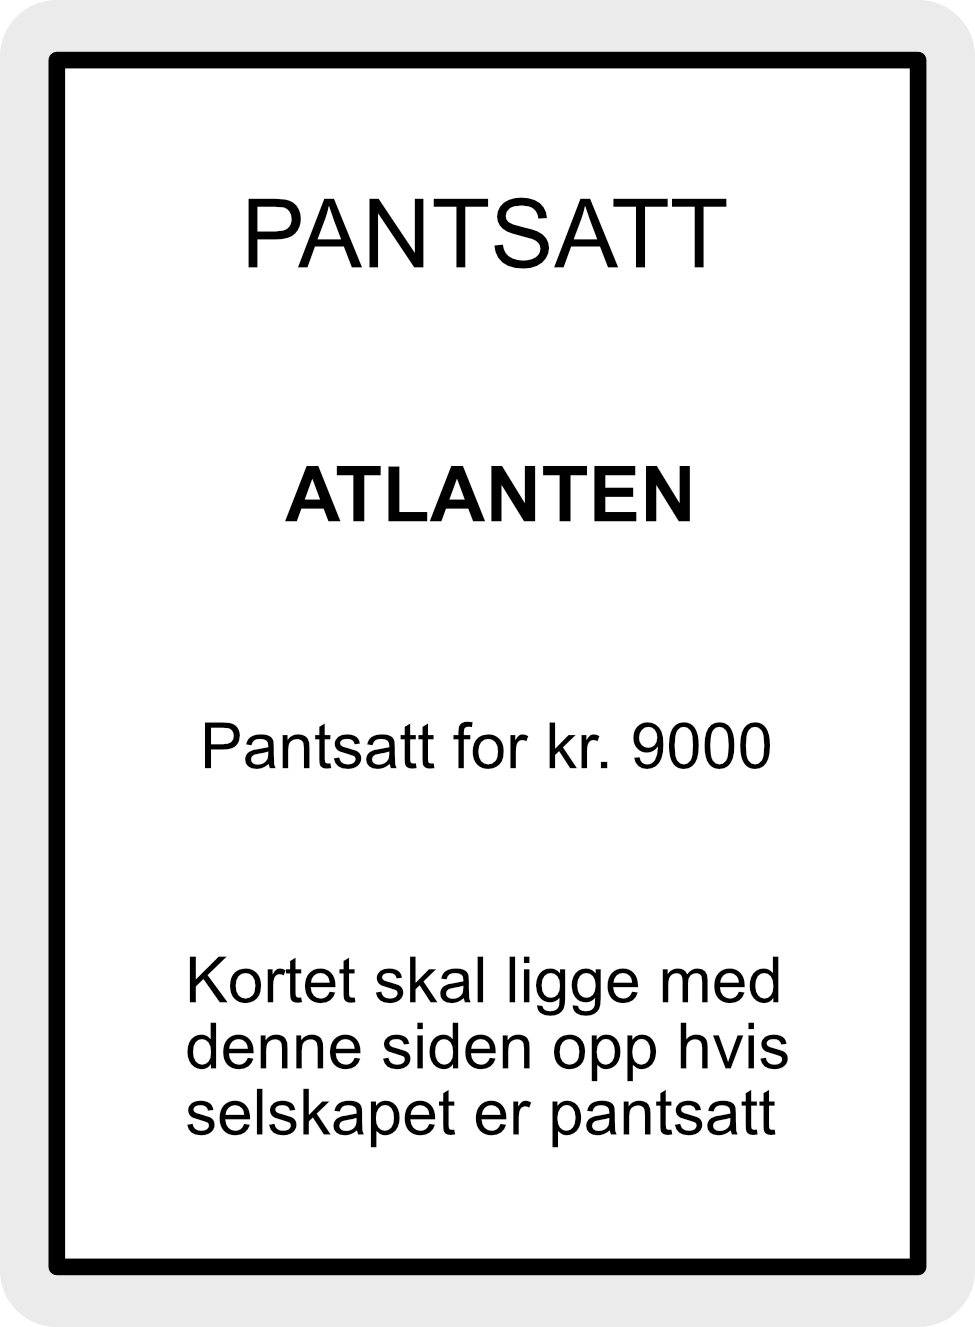 PANTSATT
ATLANTEN
Pantsatt for kr. 9000
Kortet skal ligge med
denne siden opp hvis
selskapet er pantsatt